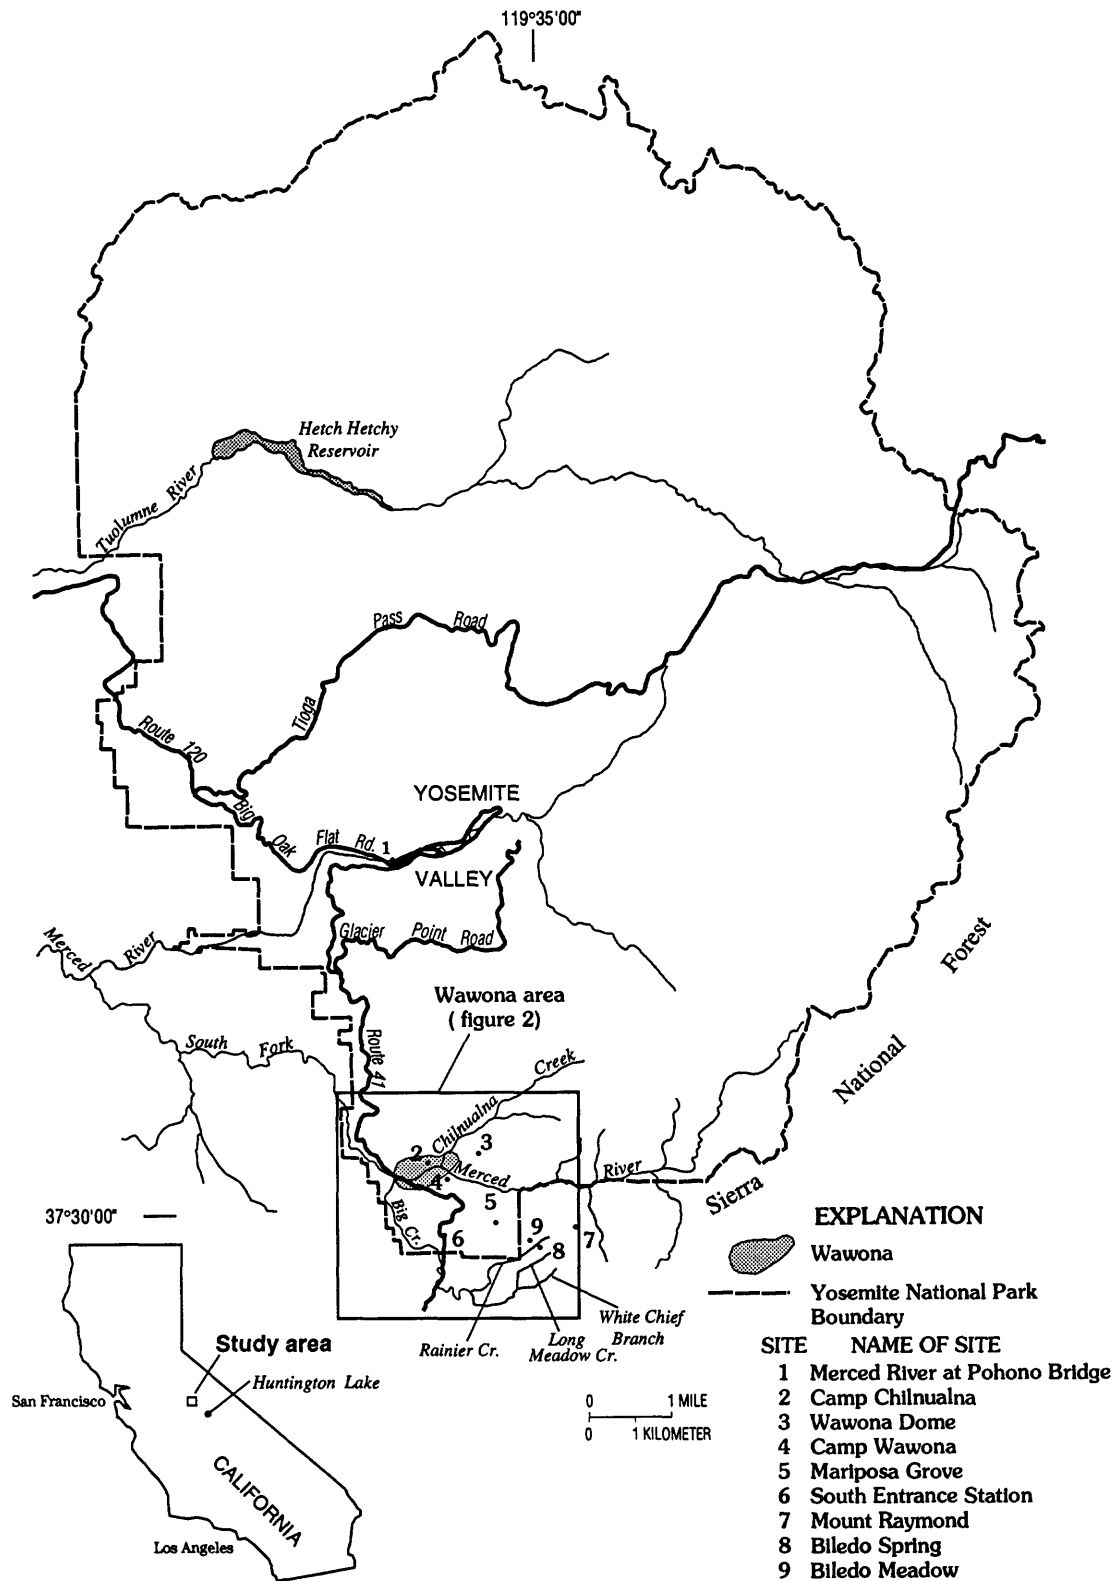 119°35'00"
Hetch Hetchy
Reservoir
Tuolumne River
Pass Road
Tioga
Route 120
Big Oak Flat Rd.
1
YOSEMITE
VALLEY
Glacier Point Road
Merced River
Forest
National
Sierra
Wawona area
( figure 2)
South Fork
Route 41
Creek
Chilnualna
3
2
Merced
River
4
5
Big Cr.
9
7
6
8
White Chief
Branch
Rainier Cr.
Long
Meadow Cr.
37°30'00"
Study area
Huntington Lake
San Francisco
CALIFORNIA
Los Angeles
0 1 MILE
0 1 KILOMETER
EXPLANATION
Wawona
Yosemite National Park
Boundary
SITE NAME OF SITE
1 Merced River at Pohono Bridge
2 Camp Chilnualna
3 Wawona Dome
4 Camp Wawona
5 Mariposa Grove
6 South Entrance Station
7 Mount Raymond
8 Biledo Spring
9 Biledo Meadow